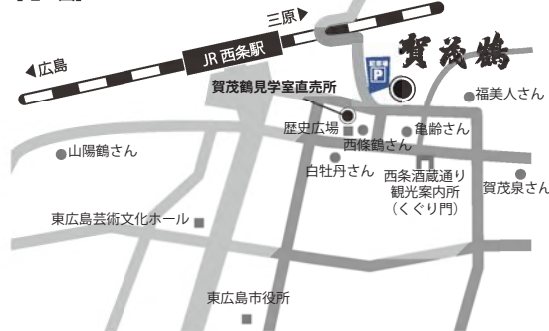 三原
JR 西条駅
広島
賀茂鶴
駐車場
P
賀茂鶴見学室直売所
福美人さん
歴史広場
亀齢さん
西條鶴さん
山陽鶴さん
白牡丹さん
西条酒蔵通り
観光案内所
（くぐり門）
賀茂泉さん
東広島芸術文化ホール
東広島市役所